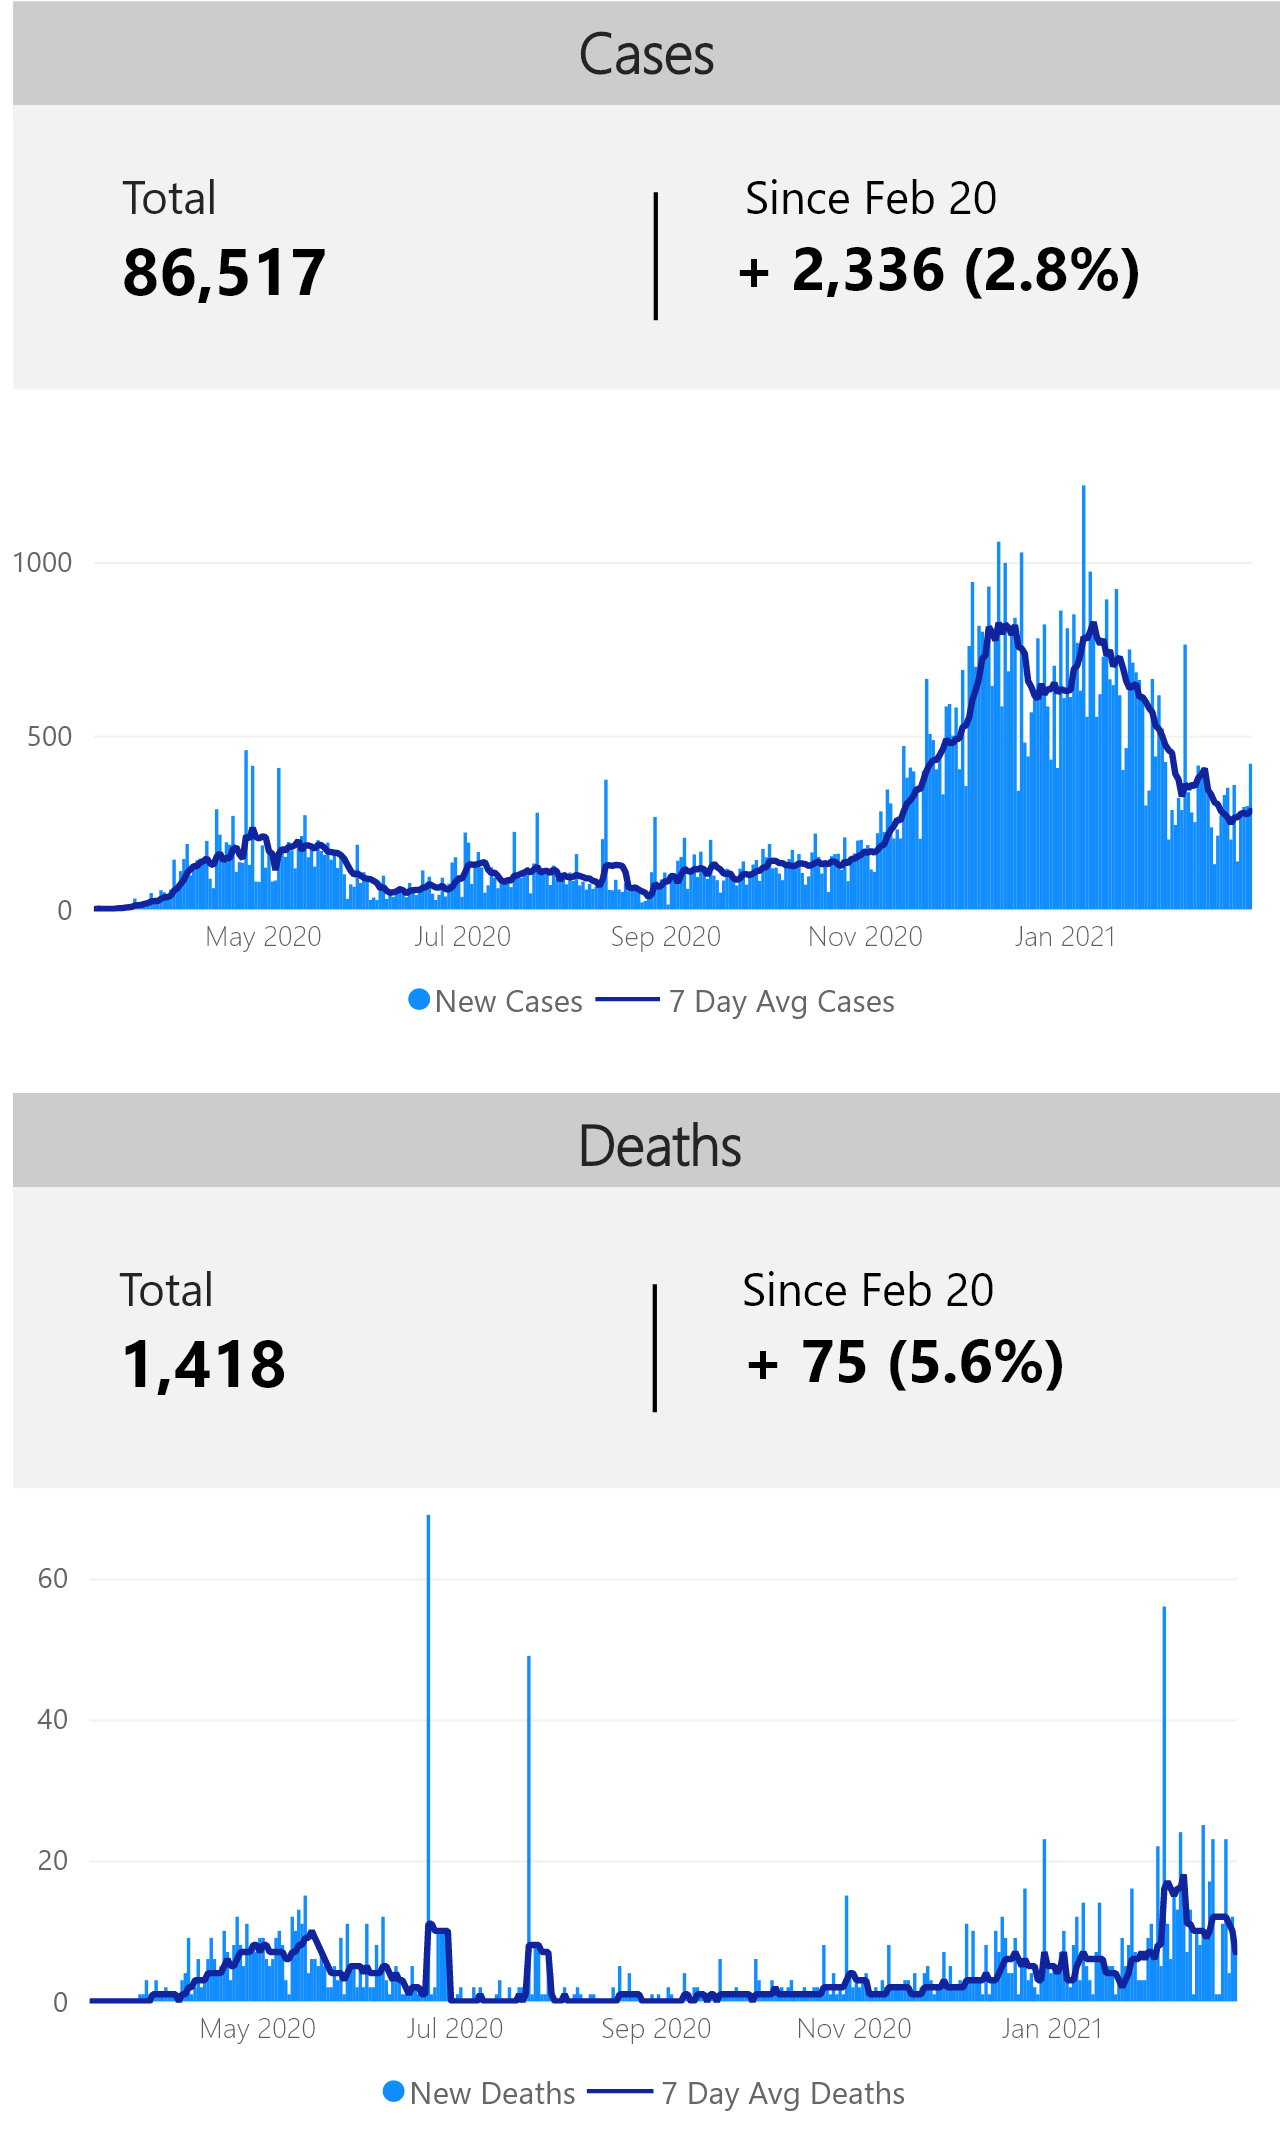 Cases
Total
Since Feb 20
86,517
+ 2,336 (2.8%)
1000
500
0
May 2020
Jul 2020
Sep 2020
Nov 2020
Jan 2021
New Cases
7 Day Avg Cases
Deaths
Total
Since Feb 20
1,418
+ 75 (5.6%)
60
40
20
0
May 2020
Jul 2020
Sep 2020
Nov 2020
Jan 2021
New Deaths
7 Day Avg Deaths